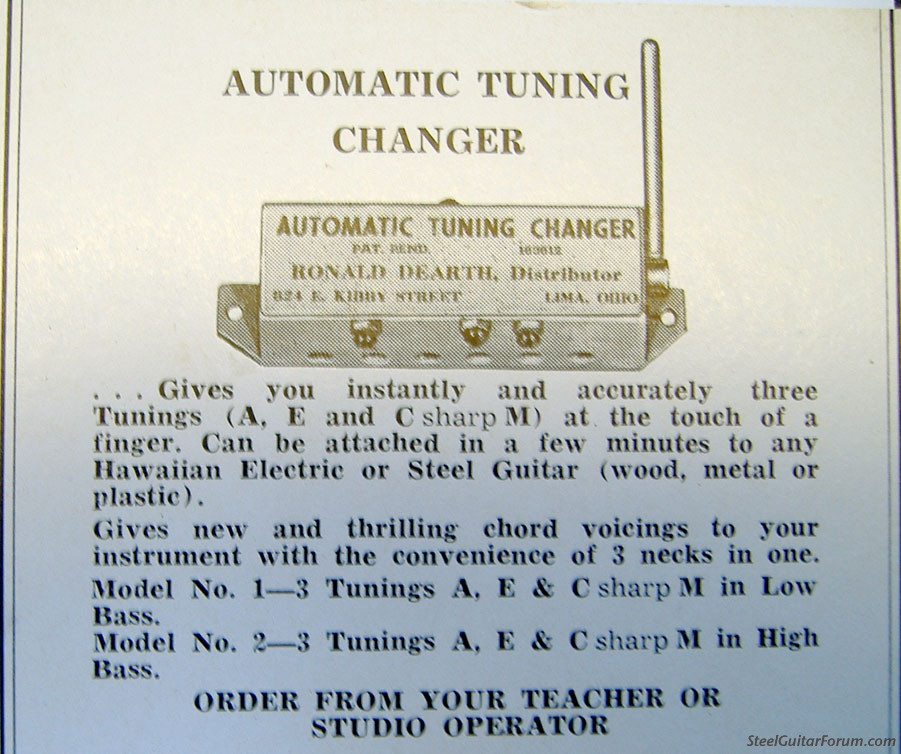 AUTOMATIC TUNING
CHANGER
AUTOMATIC TUNING CHANGER
PAT. PEND. 163612
RONALD DEARTH, Distributor
824 E. KIBBY STREET LIMA, OHIO
. . . Gives you instantly and accurately three
Tunings (A, E and C sharp M) at the touch of a
finger. Can be attached in a few minutes to any
Hawaiian Electric or Steel Guitar (wood, metal or
plastic).
Gives new and thrilling chord voicings to your
instrument with the convenience of 3 necks in one.
Model No. 1—3 Tunings A, E & C sharp M in Low
Bass.
Model No. 2—3 Tunings A, E & C sharp M in High
Bass.
ORDER FROM YOUR TEACHER OR
STUDIO OPERATOR
SteelGuitarForum.com